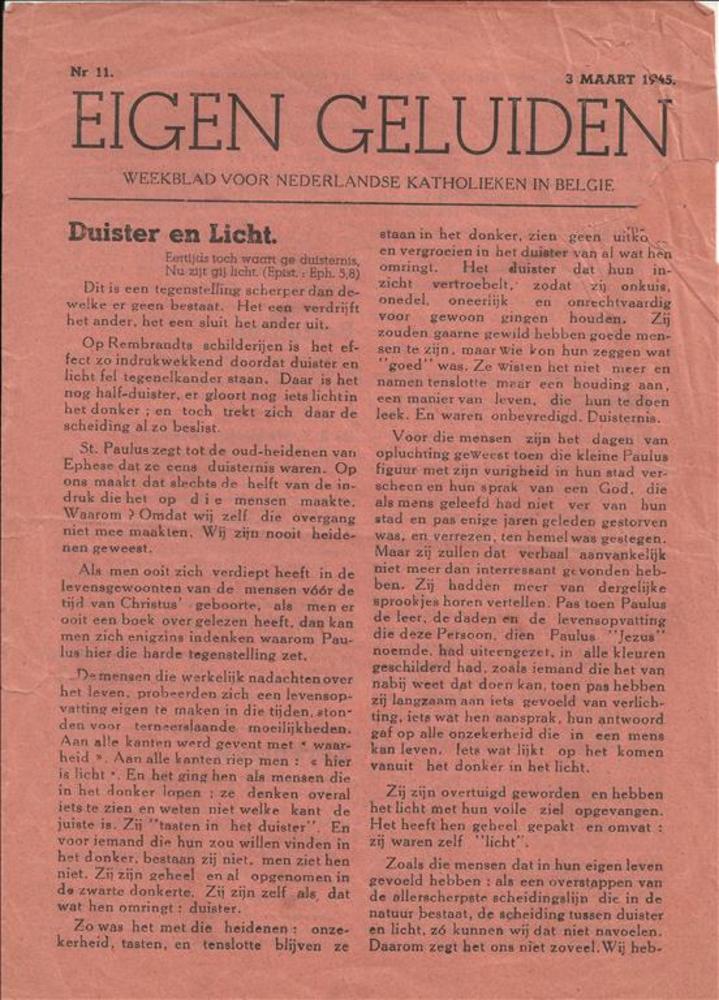 Nr 11.
3 MAART 1945.
EIGEN GELUIDEN
WEEKBLAD VOOR NEDERLANDSE KATHOLIEKEN IN BELGIE
Duister en Licht.
Eertijds toch waart ge duisternis,
Nu zijt gij licht. (Epist. : Eph. 5,8)
Dit is een tegenstelling scherper dan de-
welke er geen bestaat. Het een verdrijft
het ander, het een sluit het ander uit.
Op Rembrandts schilderijen is het ef-
fect zo indrukwekkend doordat duister en
licht fel tegenelkander staan. Daar is het
nog half-duister, er gloort nog iets licht in
het donker ; en toch trekt zich daar de
scheiding al zo beslist.
St. Paulus zegt tot de oud-heidenen van
Ephese dat ze eens duisternis waren. Op
ons maakt dat slechts de helft van de in-
druk die het op die mensen maakte.
Waarom ? Omdat wij zelf die overgang
niet mee maakten. Wij zijn nooit heide-
nen geweest.
Als men ooit zich verdiept heeft in de
levensgewoonten van de mensen vóór de
tijd van Christus' geboorte, als men er
ooit een boek over gelezen heeft, dan kan
men zich enigzins indenken waarom Pau-
lus hier die harde tegenstelling zet.
De mensen die werkelijk nadachten over
het leven, probeerden zich een levensop-
vatting eigen te maken in die tijden, ston-
den voor terneerslaande moeilijkheden.
Aan alle kanten werd gevent met « waar-
heid ». Aan alle kanten riep men : « hier
is licht ». En het ging hen als mensen die
in het donker lopen ; ze denken overal
iets te zien en weten niet welke kant de
juiste is. Zij "tasten in het duister". En
voor iemand die hun zou willen vinden in
het donker, bestaan zij niet, men ziet hen
niet. Zij zijn geheel en al opgenomen in
de zwarte donkerte. Zij zijn zelf als dat
wat hen omringt : duister.
Zo was het met die heidenen : onze-
kerheid, tasten, en tenslotte blijven ze
staan in het donker, zien geen
en vergroeien in het duister van al wat hen
omringt. Het duister dat hun in-
zicht vertroebelt, zodat zij onkuis,
onedel, oneerlijk en onrechtvaardig
voor gewoon gingen houden. Zij
zouden gaarne gewild hebben goede men-
sen te zijn, maar wie kon hun zeggen wat
"goed" was. Ze wisten het niet meer en
namen tenslotte maar een houding aan,
een manier van leven, die hun te doen
leek. En waren onbevredigd. Duisternis.
Voor die mensen zijn het dagen van
opluchting geweest toen die kleine Paulus
figuur met zijn vurigheid in hun stad ver-
scheen en hun sprak van een God, die
als mens geleefd had niet ver van hun
stad en pas enige jaren geleden gestorven
was, en verrezen, ten hemel was gestegen.
Maar zij zullen dat verhaal aanvankelijk
niet meer dan interressant gevonden heb-
ben. Zij hadden meer van dergelijke
sprookjes horen vertellen. Pas toen Paulus
de leer, de daden en de levensopvatting
die deze Persoon, dien Paulus "Jezus"
noemde, had uiteengezet, in alle kleuren
geschilderd had, zoals iemand die het van
nabij weet dat doen kan, toen pas hebben
zij langzaam aan iets gevoeld van verlich-
ting, iets wat hen aansprak, hun antwoord
gaf op alle onzekerheid die in een mens
kan leven. Iets wat lijkt op het komen
vanuit het donker in het licht.
Zij zijn overtuigd geworden en hebben
het licht met hun volle ziel opgevangen.
Het heeft hen geheel gepakt en omvat :
zij waren zelf "licht".
Zoals die mensen dat in hun eigen leven
gevoeld hebben : als een overstappen van
de allerscherpste scheidingslijn die in de
natuur bestaat, de scheiding tussen duister
en licht, zó kunnen wij dat niet navoelen.
Daarom zegt het ons niet zoveel. Wij heb-